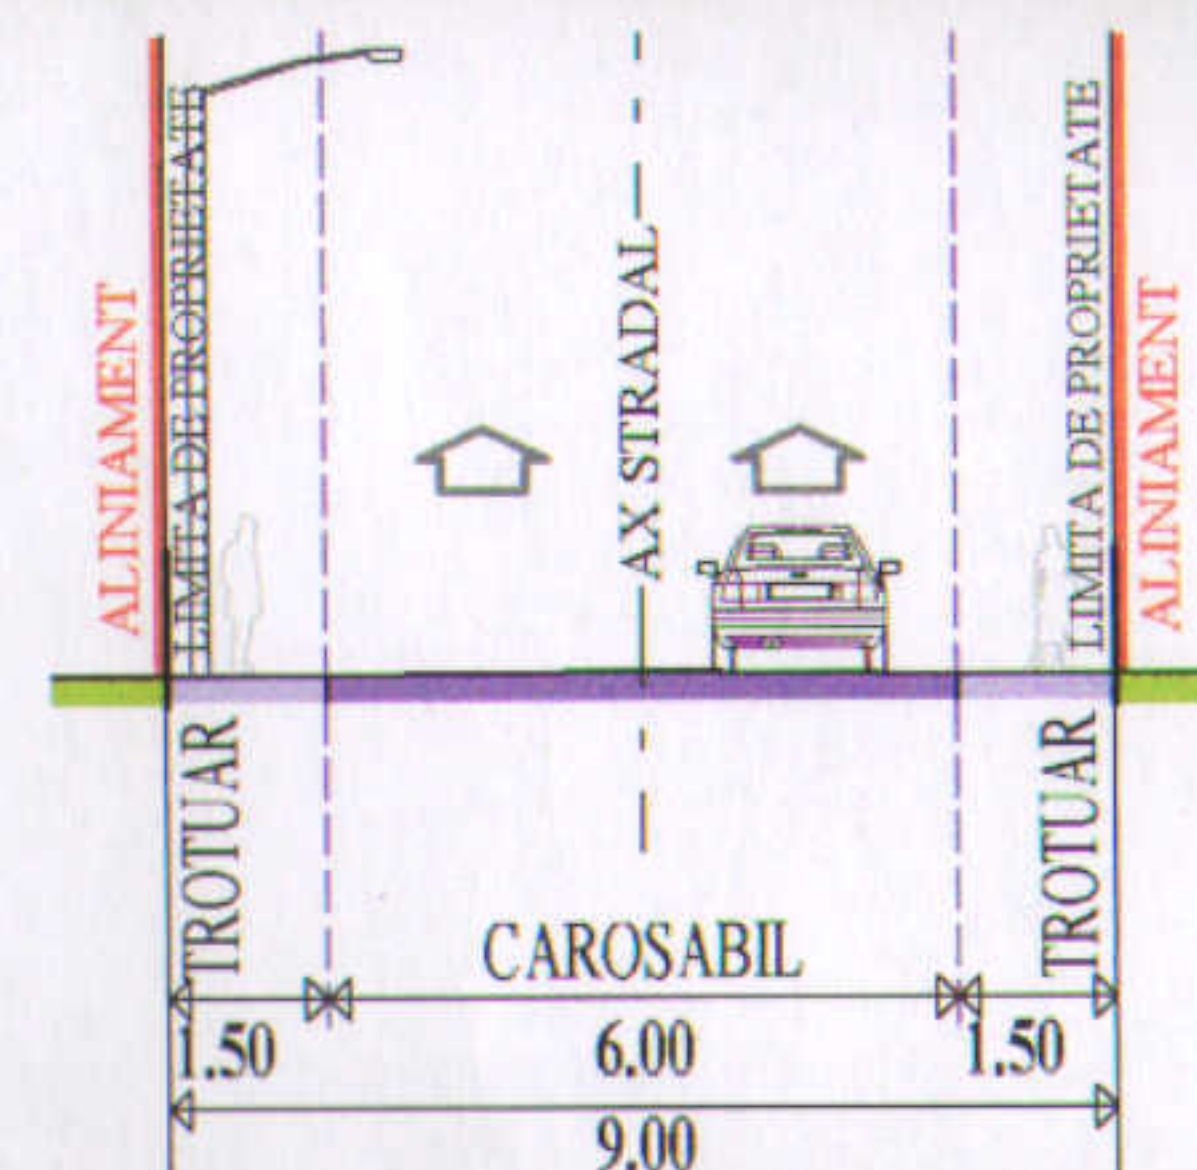 ALINIAMENT
LIMITA DE PROPRIETATE
AX STRADAL
LIMITA DE PROPRIETATE
ALINIAMENT
TROTUAR
CAROSABIL
TROTUAR
1.50
6.00
1.50
9.00